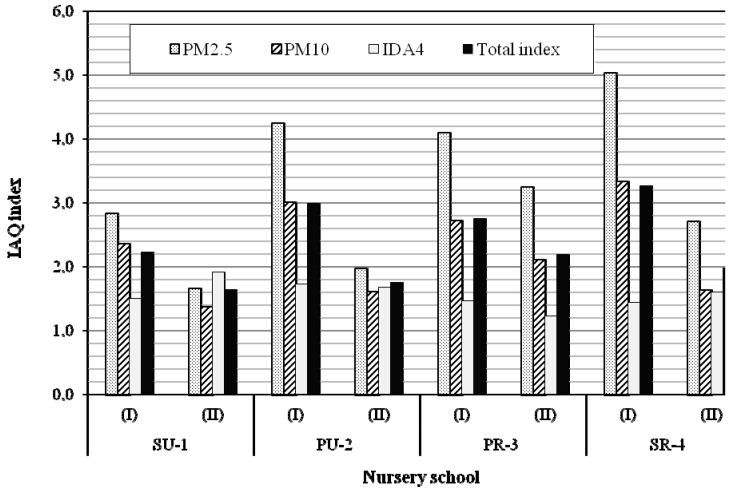 6,0
PM2.5 PM10 IDA4 Total index
5,0
4,0
3,0
2,0
1,0
0,0
IAQ index
(I) (II) (I) (II) (I) (II) (I) (II)
SU-1 PU-2 PR-3 SR-4
Nursery school